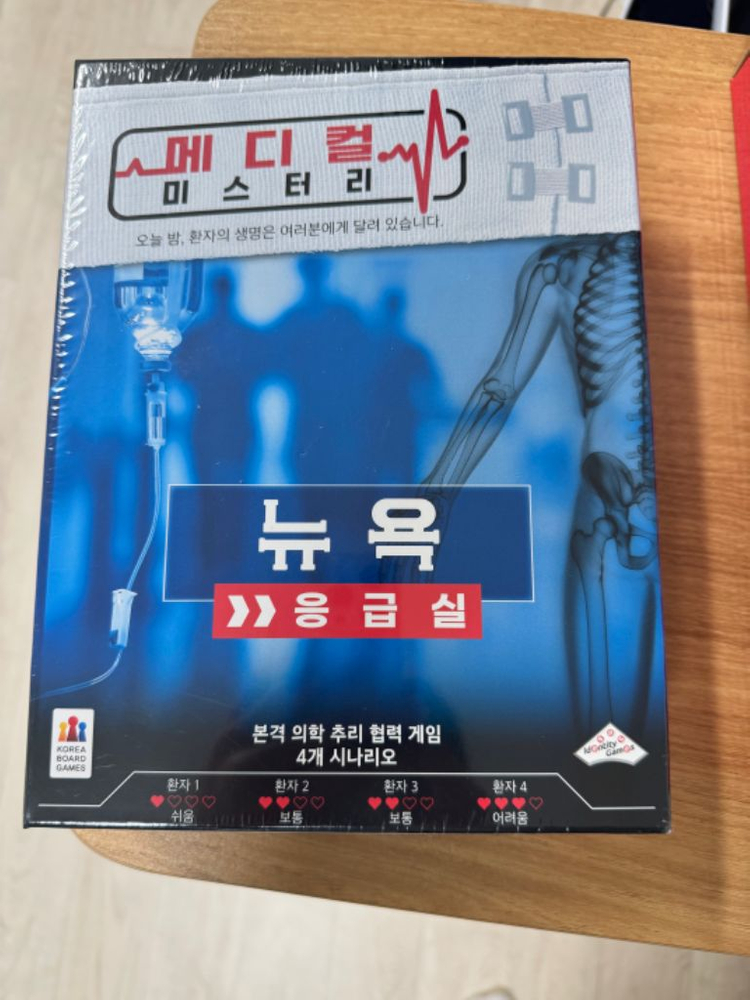 메디컬
미스터리
오늘 밤, 환자의 생명은 여러분에게 달려 있습니다.
뉴욕
응급실
본격 의학 추리 협력 게임
4개 시나리오
KOREA
BOARD
GAMES
Identity
Games
환자 1
환자 2
환자 3
환자 4
쉬움
보통
보통
어려움